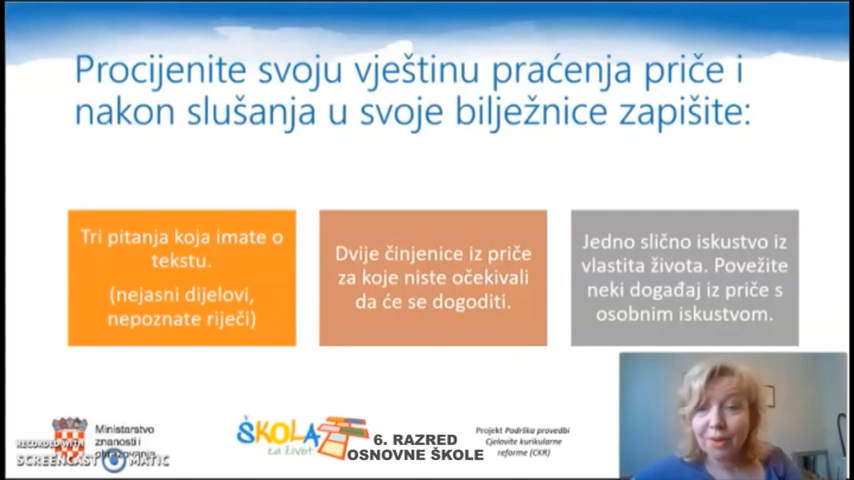 Procijenite svoju vještinu praćenja priče i
nakon slušanja u svoje bilježnice zapišite:
Tri pitanja koja imate o
tekstu.
(nejasni dijelovi,
nepoznate riječi)
Dvije činjenice iz priče
za koje niste očekivali
da će se dogoditi.
Jedno slično iskustvo iz
vlastita života. Povežite
neki događaj iz priče s
osobnim iskustvom.
Ministarstvo
znanosti i
obrazovanja
RECORDED WITH
SCREENCAST MATIC
ŠKOLA
za život
6. RAZRED
OSNOVNE ŠKOLE
Projekt Podrška provedbi
Cjelovite kurikularne
reforme (CKR)